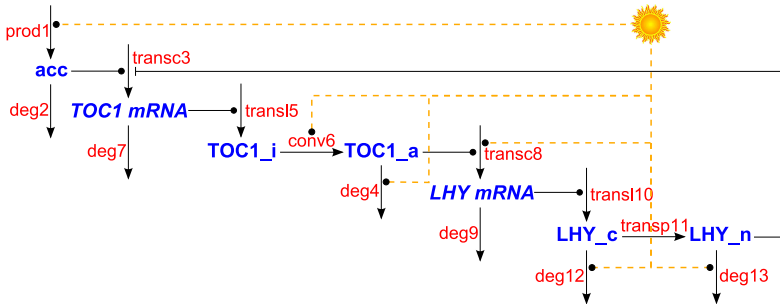 prod1
transc3
acc
deg2
TOC1 mRNA
transl5
deg7
conv6
TOC1_i
TOC1_a
transc8
deg4
LHY mRNA
transl10
deg9
transp11
LHY_c
LHY_n
deg12
deg13